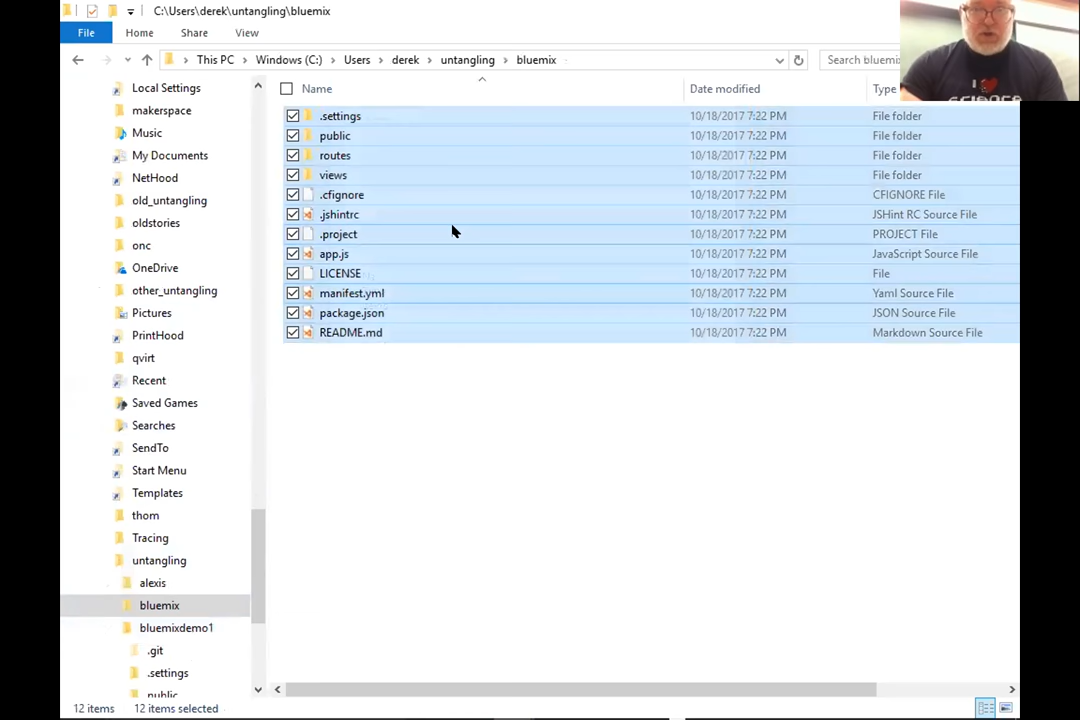 C:\Users\derek\untangling\bluemix
File Home Share View
This PC Windows (C:) Users derek untangling bluemix Search bluemi
Name Date modified Type
Local Settings
makerspace
Music
My Documents
NetHood
old_untangling
oldstories
onc
OneDrive
other_untangling
Pictures
PrintHood
qvirt
Recent
Saved Games
Searches
SendTo
Start Menu
Templates
thom
Tracing
untangling
alexis
bluemix
bluemixdemo1
.git
.settings
public
.settings 10/18/2017 7:22 PM File folder
public 10/18/2017 7:22 PM File folder
routes 10/18/2017 7:22 PM File folder
views 10/18/2017 7:22 PM File folder
.cfignore 10/18/2017 7:22 PM CFIGNORE File
.jshintrc 10/18/2017 7:22 PM JSHint RC Source File
.project 10/18/2017 7:22 PM PROJECT File
app.js 10/18/2017 7:22 PM JavaScript Source File
LICENSE 10/18/2017 7:22 PM File
manifest.yml 10/18/2017 7:22 PM Yaml Source File
package.json 10/18/2017 7:22 PM JSON Source File
README.md 10/18/2017 7:22 PM Markdown Source File
12 items 12 items selected
I